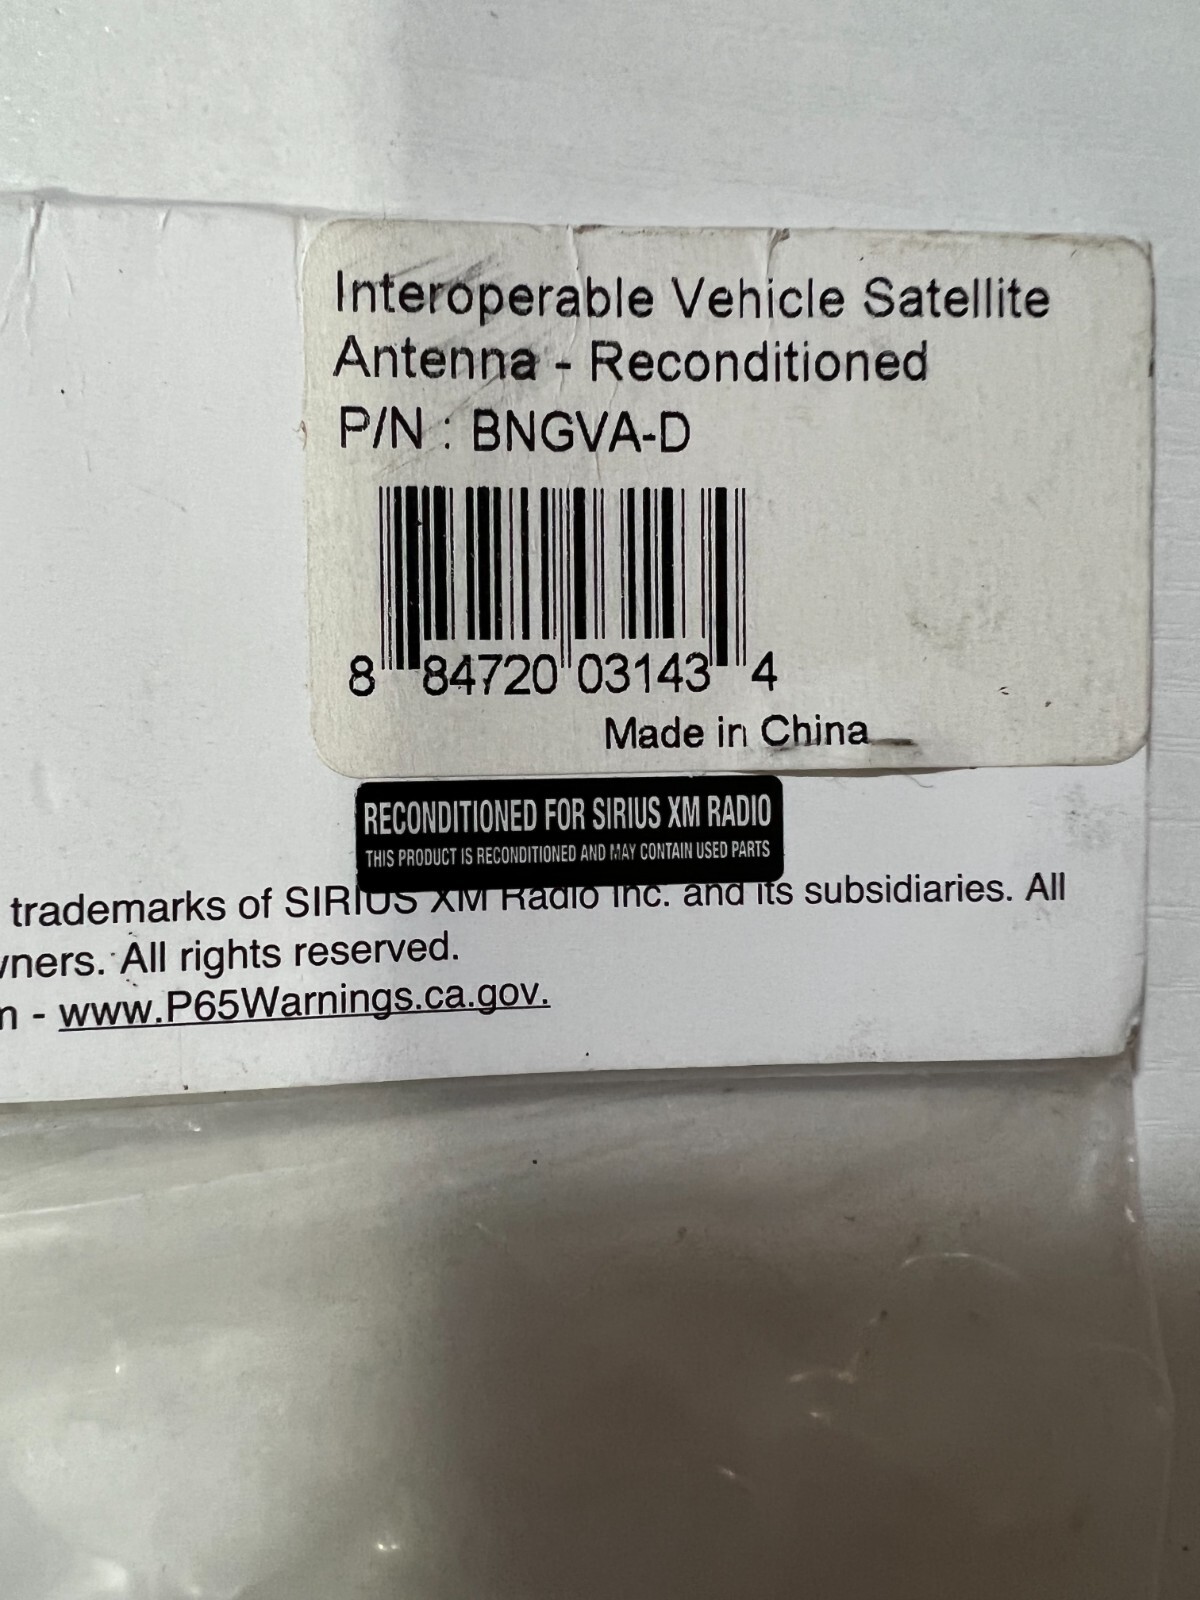 Interoperable Vehicle Satellite
Antenna - Reconditioned
P/N : BNGVA-D
8 84720 03143 4
Made in China
RECONDITIONED FOR SIRIUS XM RADIO
THIS PRODUCT IS RECONDITIONED AND MAY CONTAIN USED PARTS
trademarks of SIRIUS XM Radio Inc. and its subsidiaries. All
All rights reserved.
- www.P65Warnings.ca.gov.